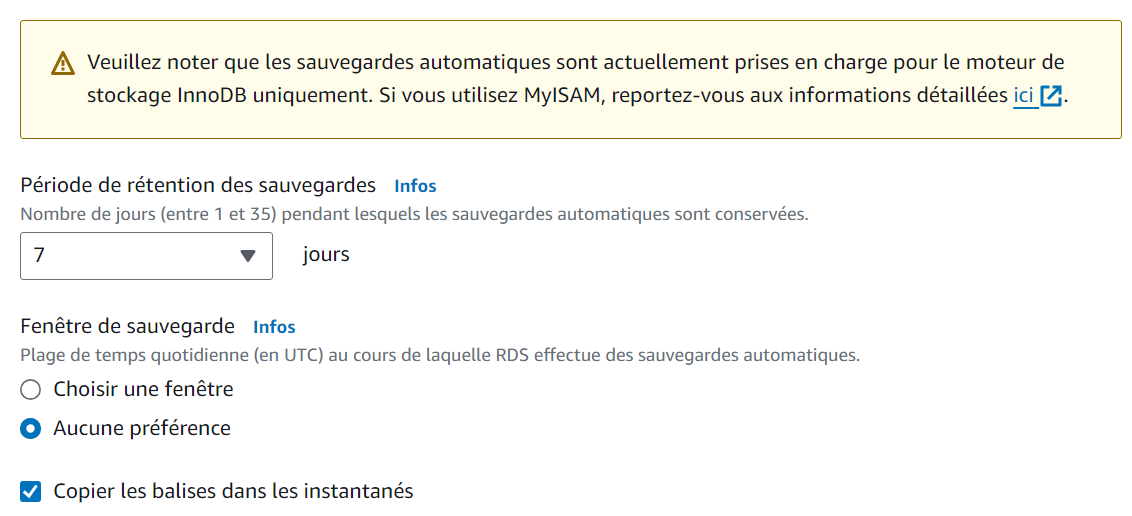 Veuillez noter que les sauvegardes automatiques sont actuellement prises en charge pour le moteur de
stockage InnoDB uniquement. Si vous utilisez MyISAM, reportez-vous aux informations détaillées ici.
Période de rétention des sauvegardes Infos
Nombre de jours (entre 1 et 35) pendant lesquels les sauvegardes automatiques sont conservées.
7 jours
Fenêtre de sauvegarde Infos
Plage de temps quotidienne (en UTC) au cours de laquelle RDS effectue des sauvegardes automatiques.
Choisir une fenêtre
Aucune préférence
Copier les balises dans les instantanés